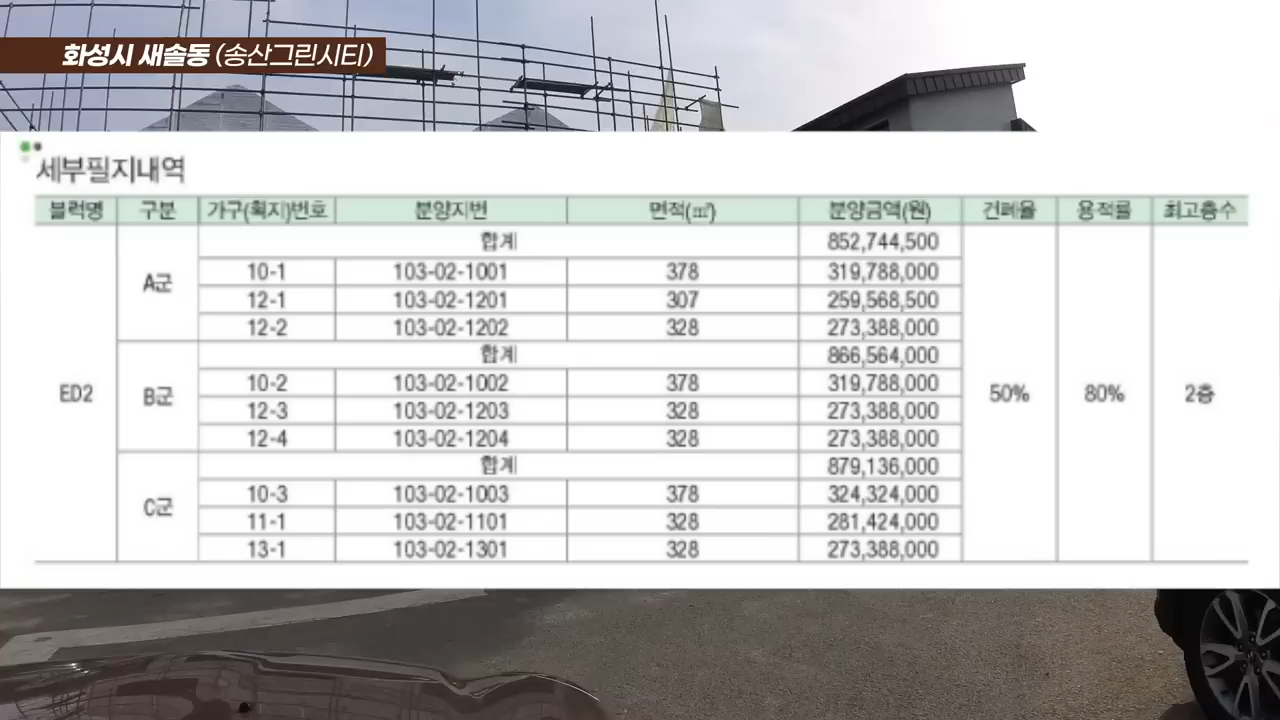 화성시 새솔동 (송산그린시티)
세부필지내역
블럭명 구분 가구(획지)번호 분양지번 면적(㎡) 분양금액(원) 건폐율 용적률 최고층수
합계 852,744,500
10-1 103-02-1001 378 319,788,000
A군
12-1 103-02-1201 307 259,568,500
12-2 103-02-1202 328 273,388,000
합계 866,564,000
10-2 103-02-1002 378 319,788,000
ED2 B군 50% 80% 2층
12-3 103-02-1203 328 273,388,000
12-4 103-02-1204 328 273,388,000
합계 879,136,000
10-3 103-02-1003 378 324,324,000
C군
11-1 103-02-1101 328 281,424,000
13-1 103-02-1301 328 273,388,000